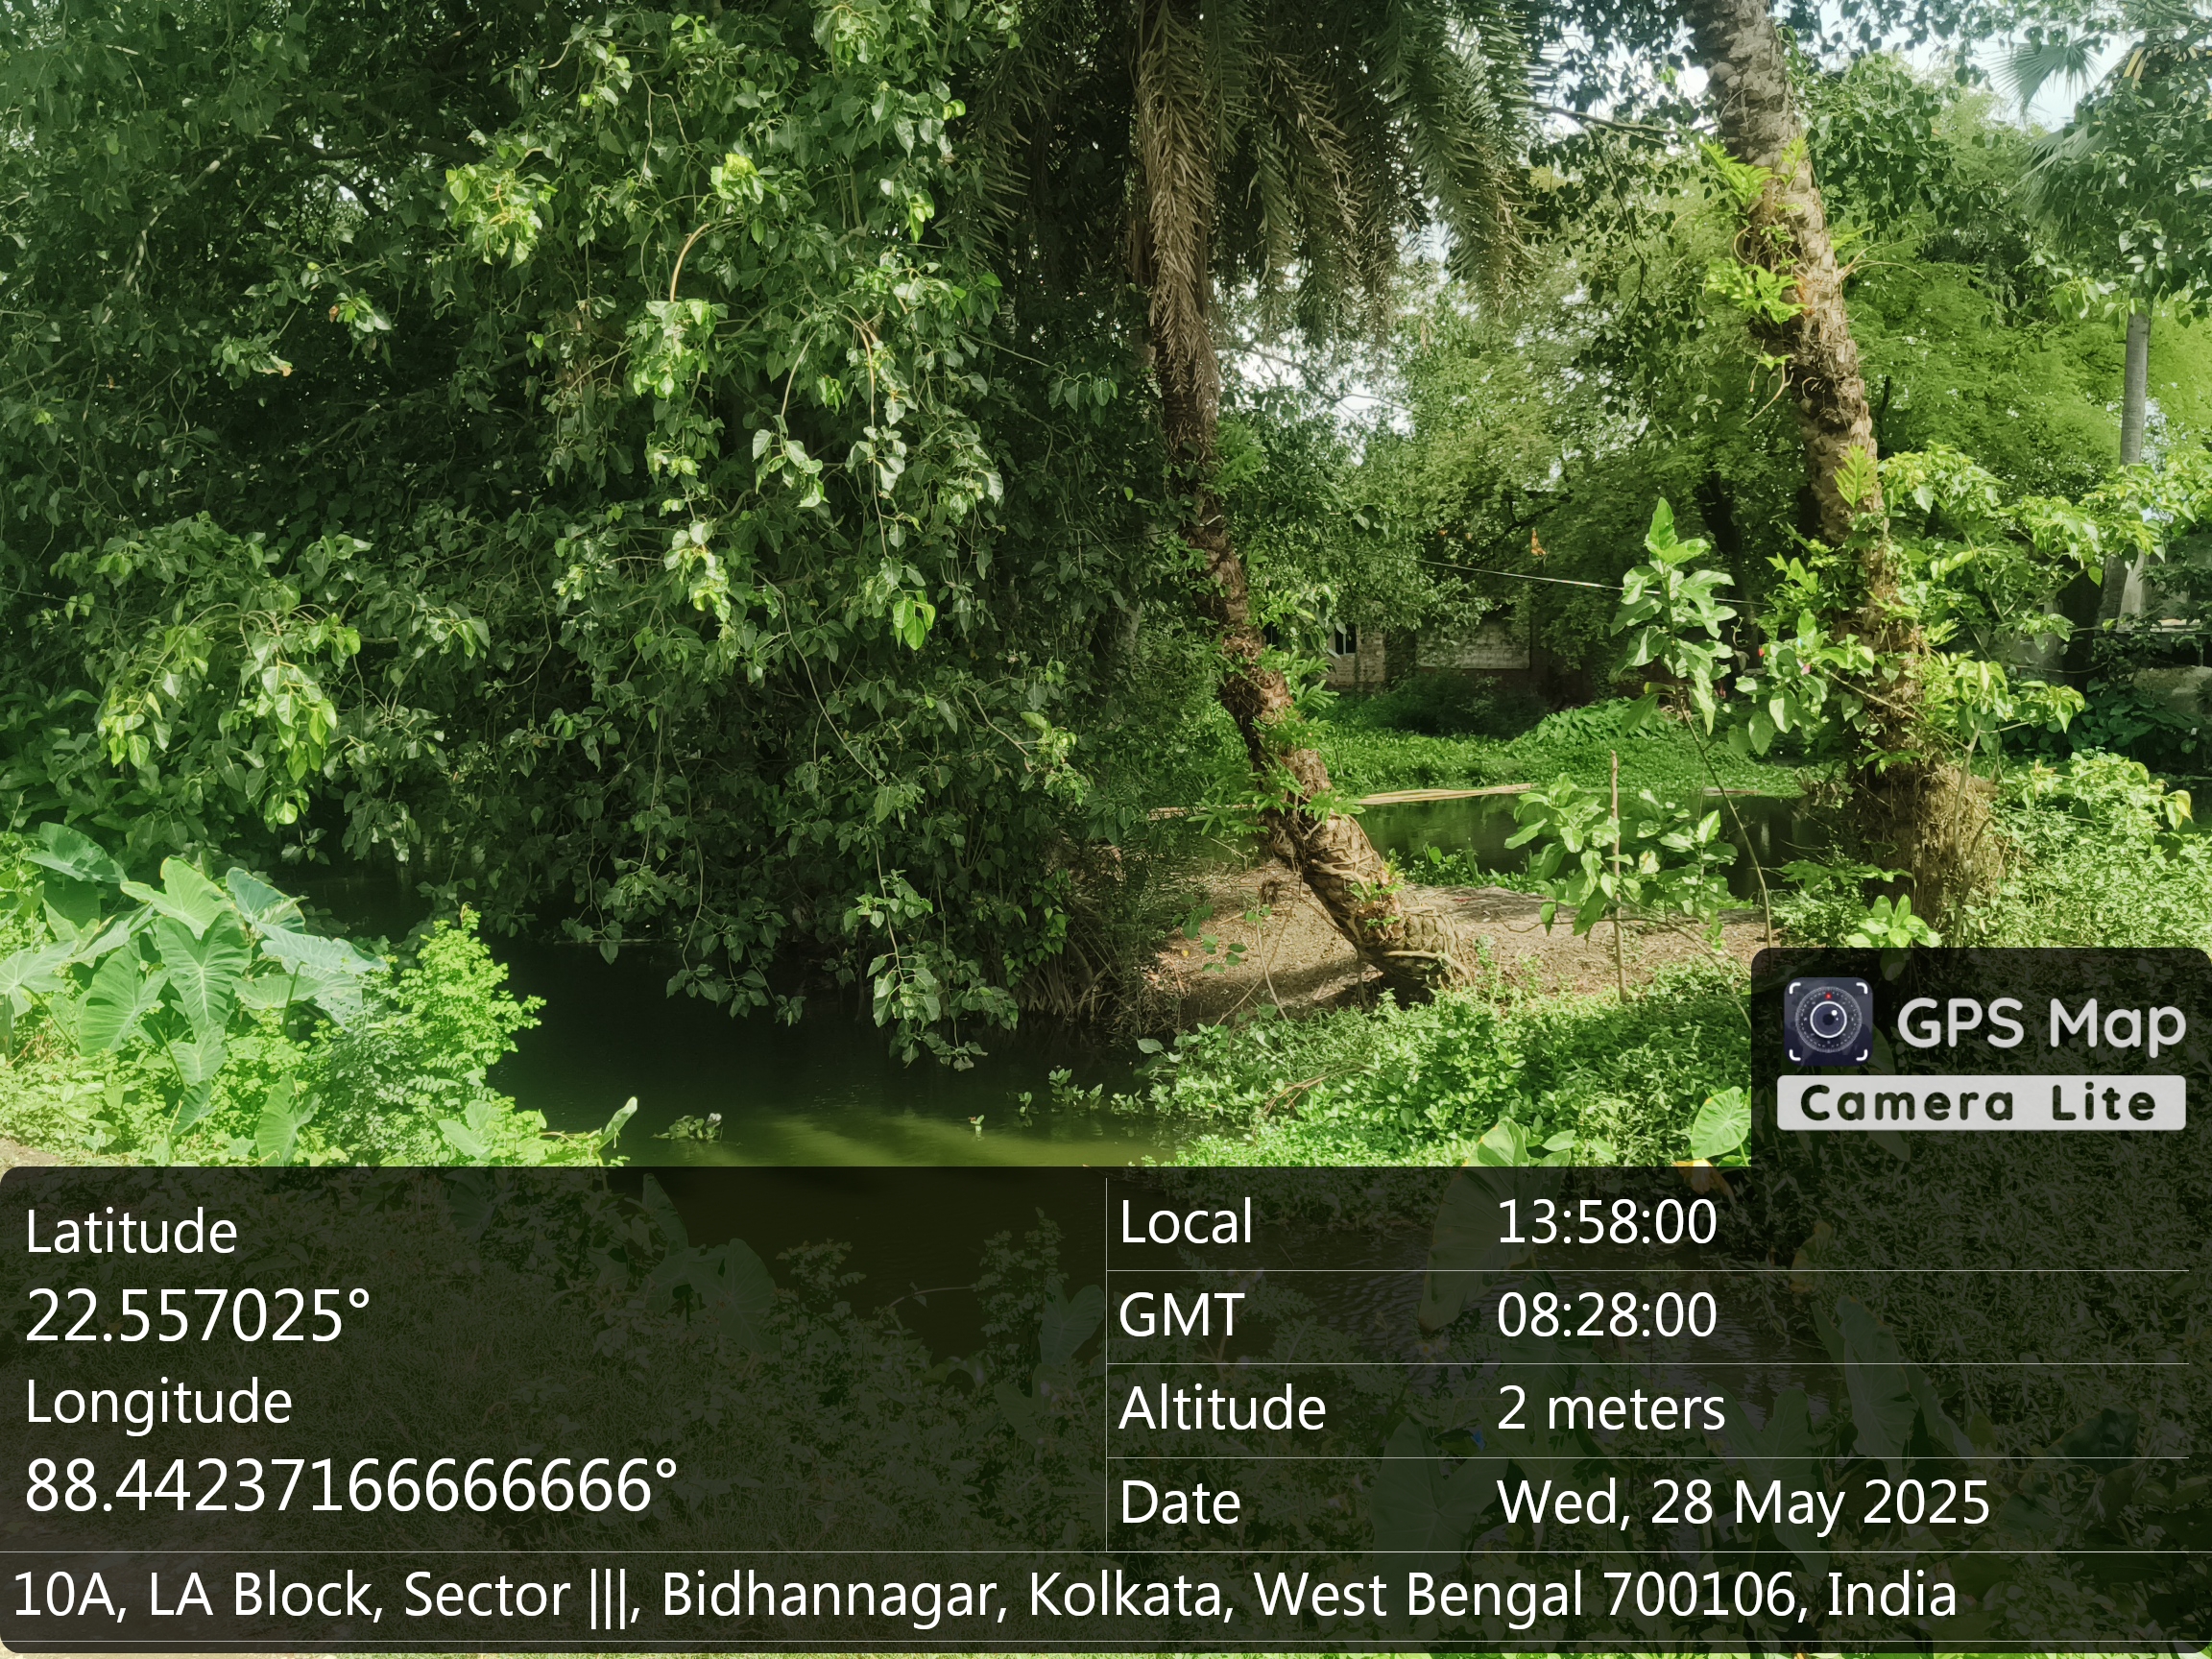 GPS Map
Camera Lite
Latitude
22.557025°
Longitude
88.44237166666666°
Local 13:58:00
GMT 08:28:00
Altitude 2 meters
Date Wed, 28 May 2025
10A, LA Block, Sector |||, Bidhannagar, Kolkata, West Bengal 700106, India